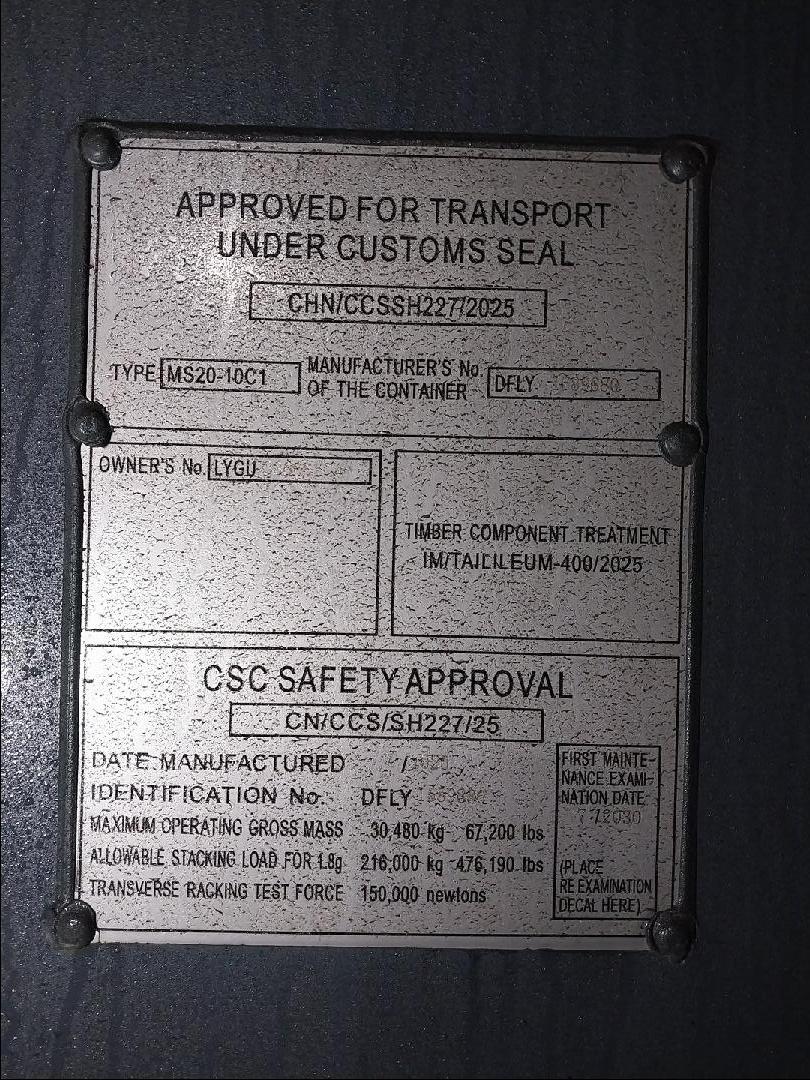 APPROVED FOR TRANSPORT
UNDER CUSTOMS SEAL
CHN/CCSSH227/2025
TYPE MS20-10C1 MANUFACTURER'S No. OF THE CONTAINER DFLY
OWNER'S No. LYGU
TIMBER COMPONENT TREATMENT
IM/TAILILEUM-400/2025
CSC SAFETY APPROVAL
CN/CCS/SH227/25
DATE MANUFACTURED /
IDENTIFICATION No. DFLY
MAXIMUM OPERATING GROSS MASS 30,480 kg 67,200 lbs
ALLOWABLE STACKING LOAD FOR 1.8g 216,000 kg 476,190 lbs
TRANSVERSE RACKING TEST FORCE 150,000 newtons
FIRST MAINTE-
NANCE EXAMI-
NATION DATE
(PLACE
RE EXAMINATION
DECAL HERE)